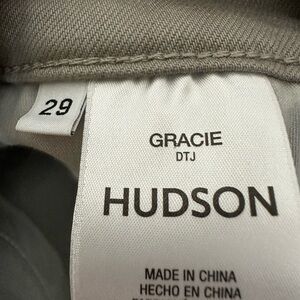 29
GRACIE
DTJ
HUDSON
MADE IN CHINA
HECHO EN CHINA